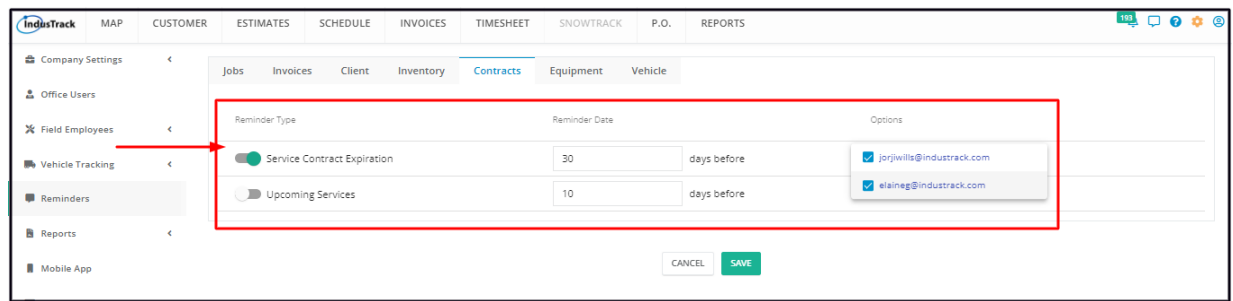 IndusTrack MAP CUSTOMER ESTIMATES SCHEDULE INVOICES TIMESHEET SNOWTRACK P.O. REPORTS 193
Company Settings
Jobs Invoices Client Inventory Contracts Equipment Vehicle
Office Users
Reminder Type Reminder Date Options
Field Employees
Service Contract Expiration 30 days before jorjiwills@industrack.com
Vehicle Tracking
Upcoming Services 10 days before elaineg@industrack.com
Reminders
Reports
CANCEL SAVE
Mobile App